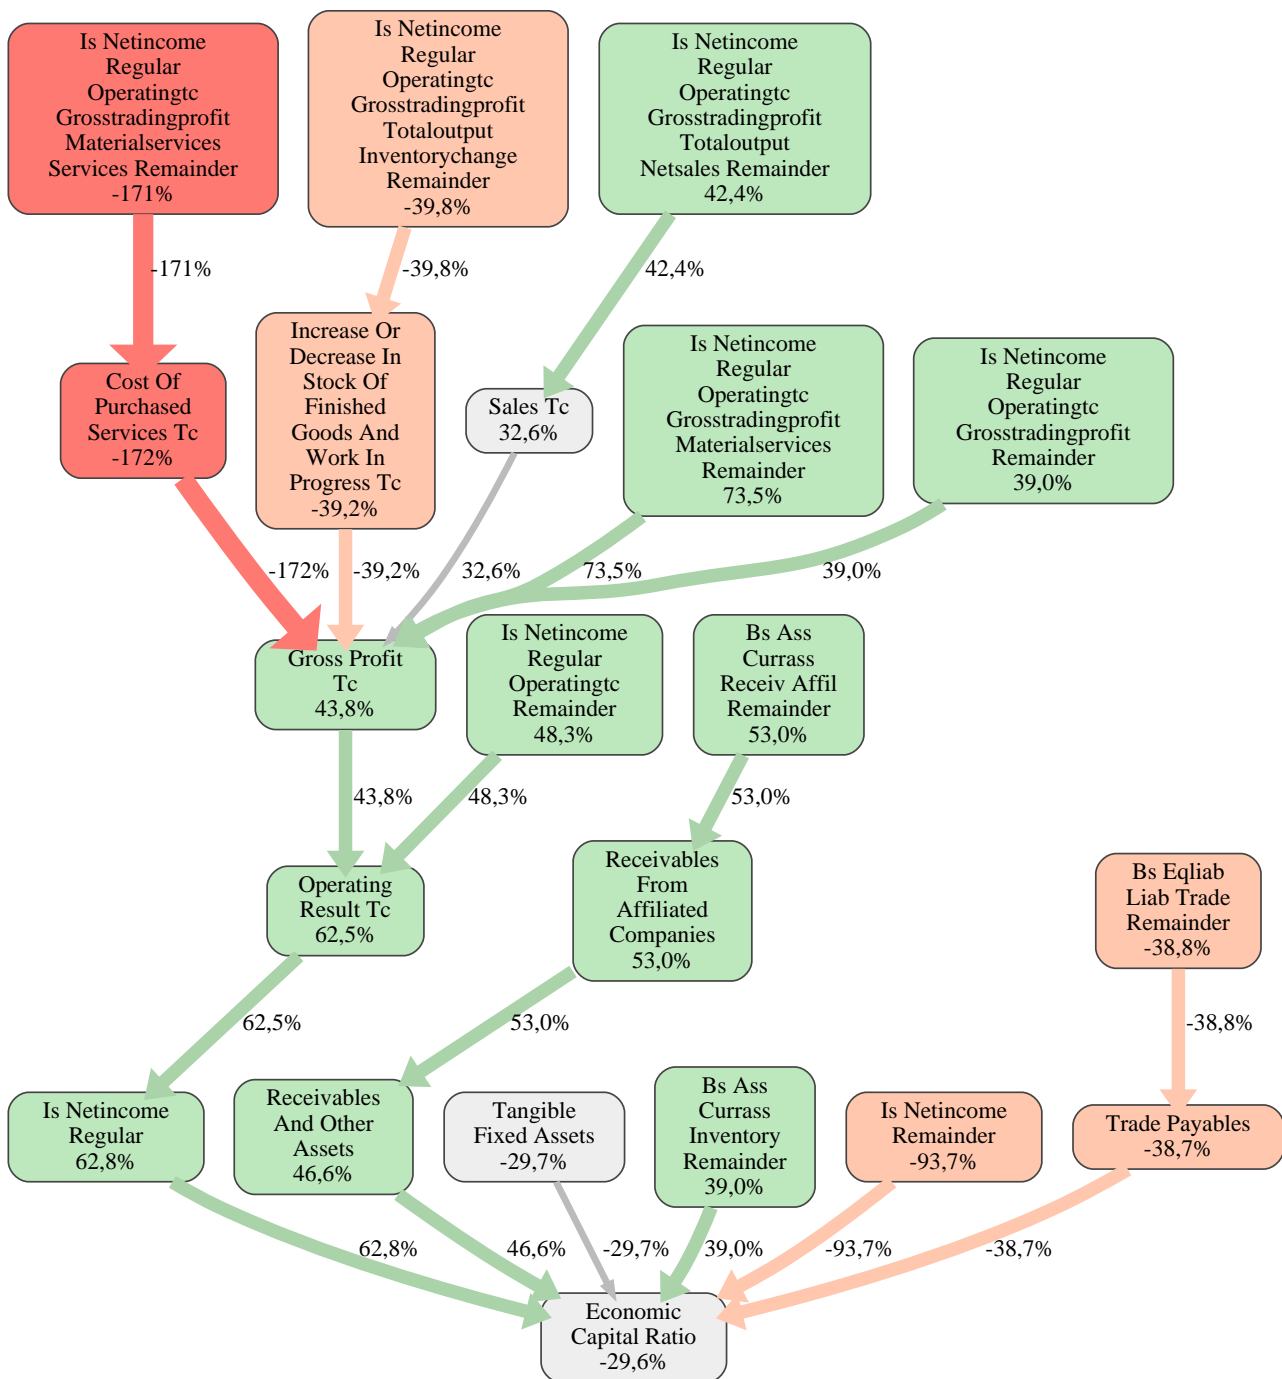 Is Netincome
Regular
Operatingtc
Grosstradingprofit
Materialservices
Services Remainder
-171%
Is Netincome
Regular
Operatingtc
Grosstradingprofit
Totaloutput
Inventorychange
Remainder
-39,8%
Is Netincome
Regular
Operatingtc
Grosstradingprofit
Totaloutput
Netsales Remainder
42,4%
-171%
-39,8%
42,4%
Cost Of
Purchased
Services Tc
-172%
Increase Or
Decrease In
Stock Of
Finished
Goods And
Work In
Progress Tc
-39,2%
Sales Tc
32,6%
Is Netincome
Regular
Operatingtc
Grosstradingprofit
Materialservices
Remainder
73,5%
Is Netincome
Regular
Operatingtc
Grosstradingprofit
Remainder
39,0%
-172%
-39,2%
32,6%
73,5%
39,0%
Gross Profit
Tc
43,8%
Is Netincome
Regular
Operatingtc
Remainder
48,3%
Bs Ass
Currass
Receiv Affil
Remainder
53,0%
43,8%
48,3%
53,0%
Operating
Result Tc
62,5%
Receivables
From
Affiliated
Companies
53,0%
Bs Eqliab
Liab Trade
Remainder
-38,8%
62,5%
53,0%
-38,8%
Is Netincome
Regular
62,8%
Receivables
And Other
Assets
46,6%
Tangible
Fixed Assets
-29,7%
Bs Ass
Currass
Inventory
Remainder
39,0%
Is Netincome
Remainder
-93,7%
Trade Payables
-38,7%
62,8%
46,6%
-29,7%
39,0%
-93,7%
-38,7%
Economic
Capital Ratio
-29,6%